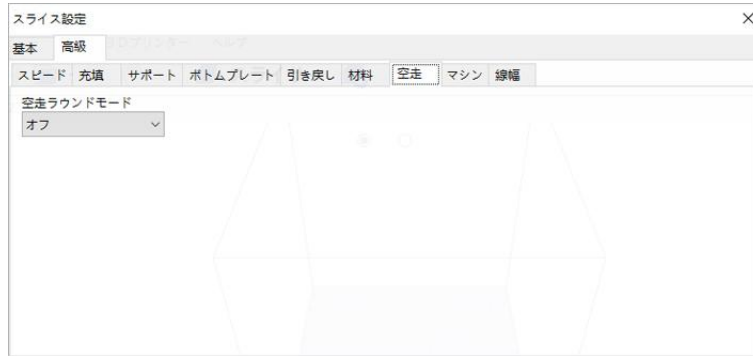 スライス設定
基本 高級
スピード 充填 サポート ボトムプレート 引き戻し 材料 空走 マシン 線幅
空走ラウンドモード
オフ